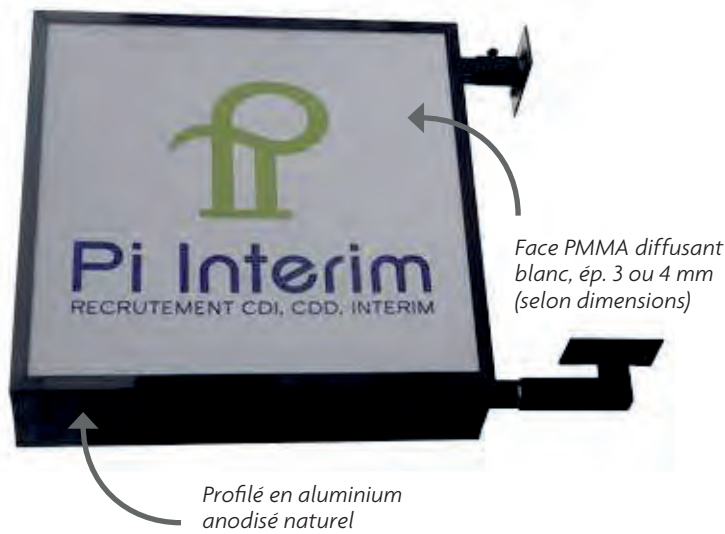 Pi Interim
RECRUTEMENT CDI, CDD, INTERIM
Face PMMA diffusant
blanc, ép. 3 ou 4 mm
(selon dimensions)
Profilé en aluminium
anodisé naturel